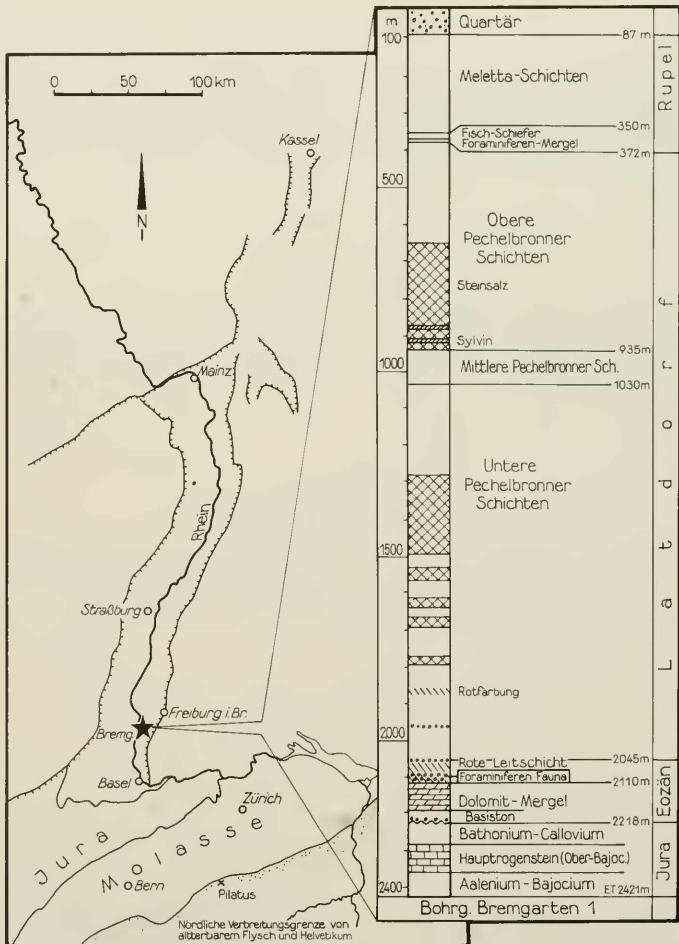 0 100 km
Kassel
N
Mainz
Rhein
Straßburg
Freiburg i. Br.
Bremg.
Basel
Zürich
Jura
Molasse
Bern
Pilatus
Nördliche Verbreitungsgrenze von
alttertiärem Flysch und Helvetikum
m
Quartär
87 m
100
Meletta-Schichten
Rupel
350m
Fisch-Schiefer
Foraminiferen-Mergel
372m
500
Obere
Pechelbronner
Schichten
Steinsalz
Sylvin
935m
1000
Mittlere Pechelbronner Sch.
1030m
Untere
Pechelbronner
Schichten
1500
Latdorf
Rotfärbung
2000
Rote-Leitschicht
2045m
Foraminiferen Fauna
2110m
Eozän
Dolomit-Mergel
Basiston
2218m
Bathonium-Callovium
Hauptrogenstein (Ober-Bajoc.)
Jura
Aalenium-Bajocium
2400
ET 2421m
Bohrg. Bremgarten 1